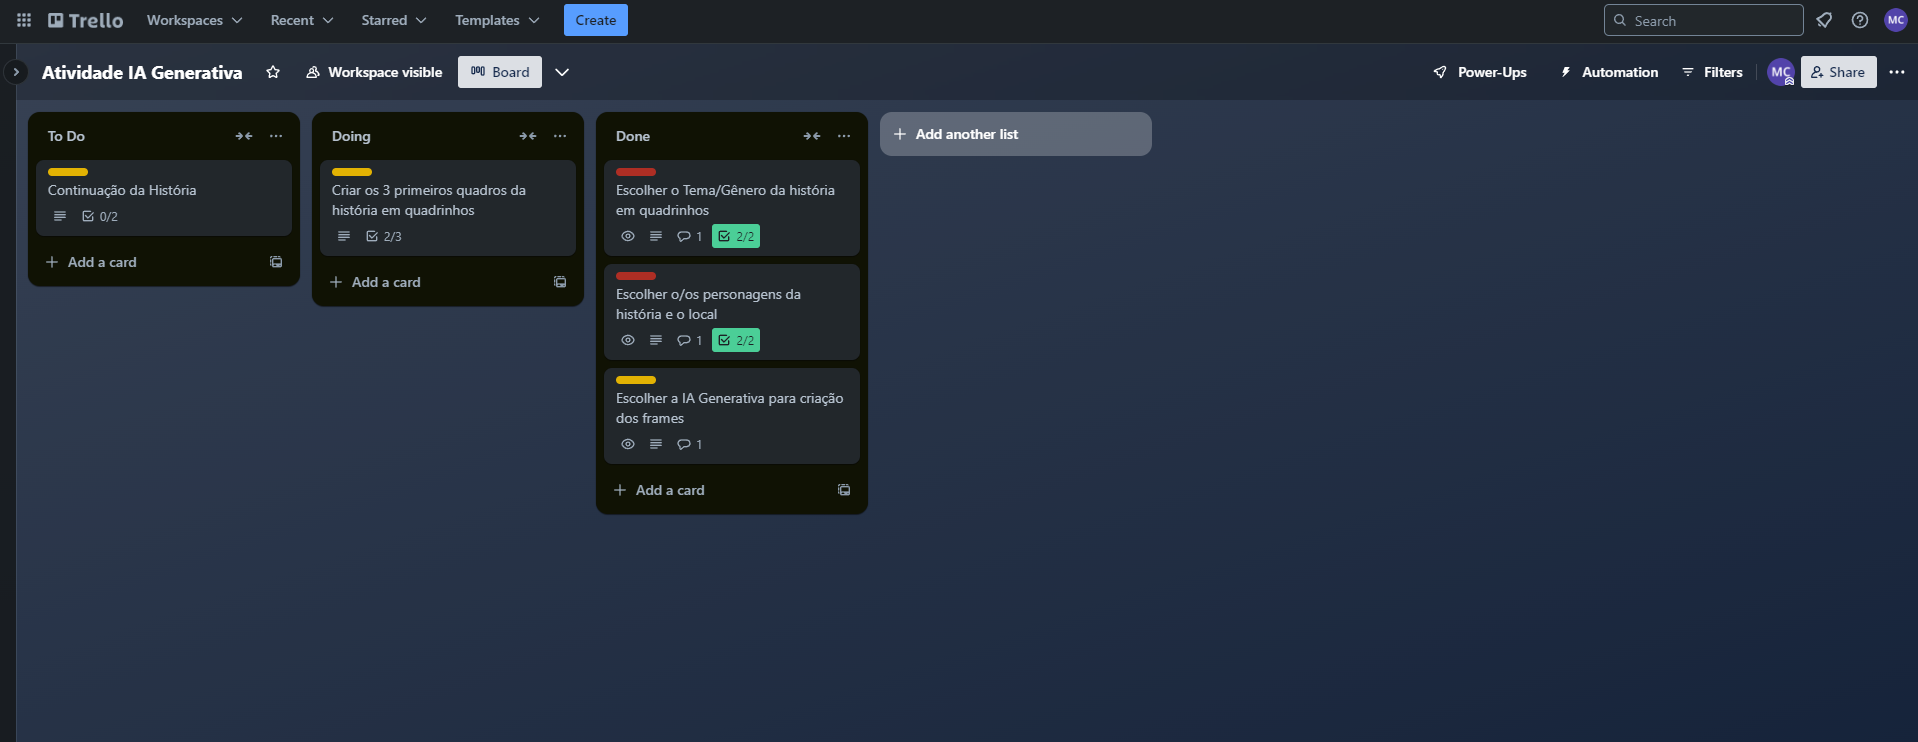 Trello Workspaces Recent Starred Templates Create Search MC
Atividade IA Generativa Workspace visible Board Power-Ups Automation Filters MC Share
To Do
Continuação da História
0/2
Add a card
Doing
Criar os 3 primeiros quadros da
história em quadrinhos
2/3
Add a card
Done
Escolher o Tema/Gênero da história
em quadrinhos
1 2/2
Escolher o/os personagens da
história e o local
1 2/2
Escolher a IA Generativa para criação
dos frames
1
Add a card
Add another list